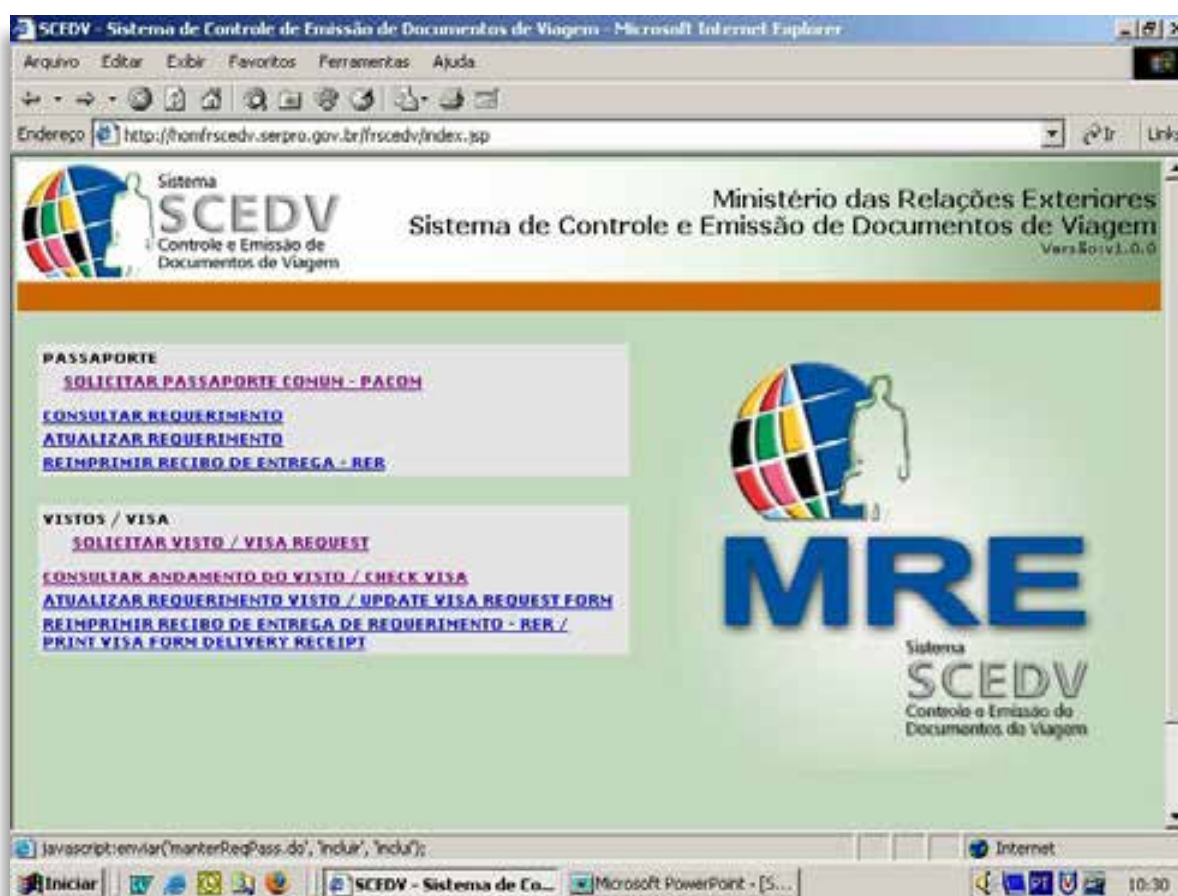 SCEDV - Sistema de Controle de Emissão de Documentos de Viagem - Microsoft Internet Explorer
Arquivo Editar Exibir Favoritos Ferramentas Ajuda
Endereço http://homfrscedv.serpro.gov.br/frscedv/index.jsp Ir Links
Sistema
SCEDV
Controle e Emissão de
Documentos de Viagem
Ministério das Relações Exteriores
Sistema de Controle e Emissão de Documentos de Viagem
Versão:v1.0.0
PASSAPORTE
SOLICITAR PASSAPORTE COMUM - PACOM
CONSULTAR REQUERIMENTO
ATUALIZAR REQUERIMENTO
REIMPRIMIR RECIBO DE ENTREGA - RER
VISTOS / VISA
SOLICITAR VISTO / VISA REQUEST
CONSULTAR ANDAMENTO DO VISTO / CHECK VISA
ATUALIZAR REQUERIMENTO VISTO / UPDATE VISA REQUEST FORM
REIMPRIMIR RECIBO DE ENTREGA DE REQUERIMENTO - RER /
PRINT VISA FORM DELIVERY RECEIPT
MRE
Sistema
SCEDV
Controle e Emissão de
Documentos de Viagem
javascript:enviar('manterReqPass.do', 'incluir', 'inclui'); Internet
Iniciar SCEDV - Sistema de Co... Microsoft PowerPoint - [S... PT 10:30